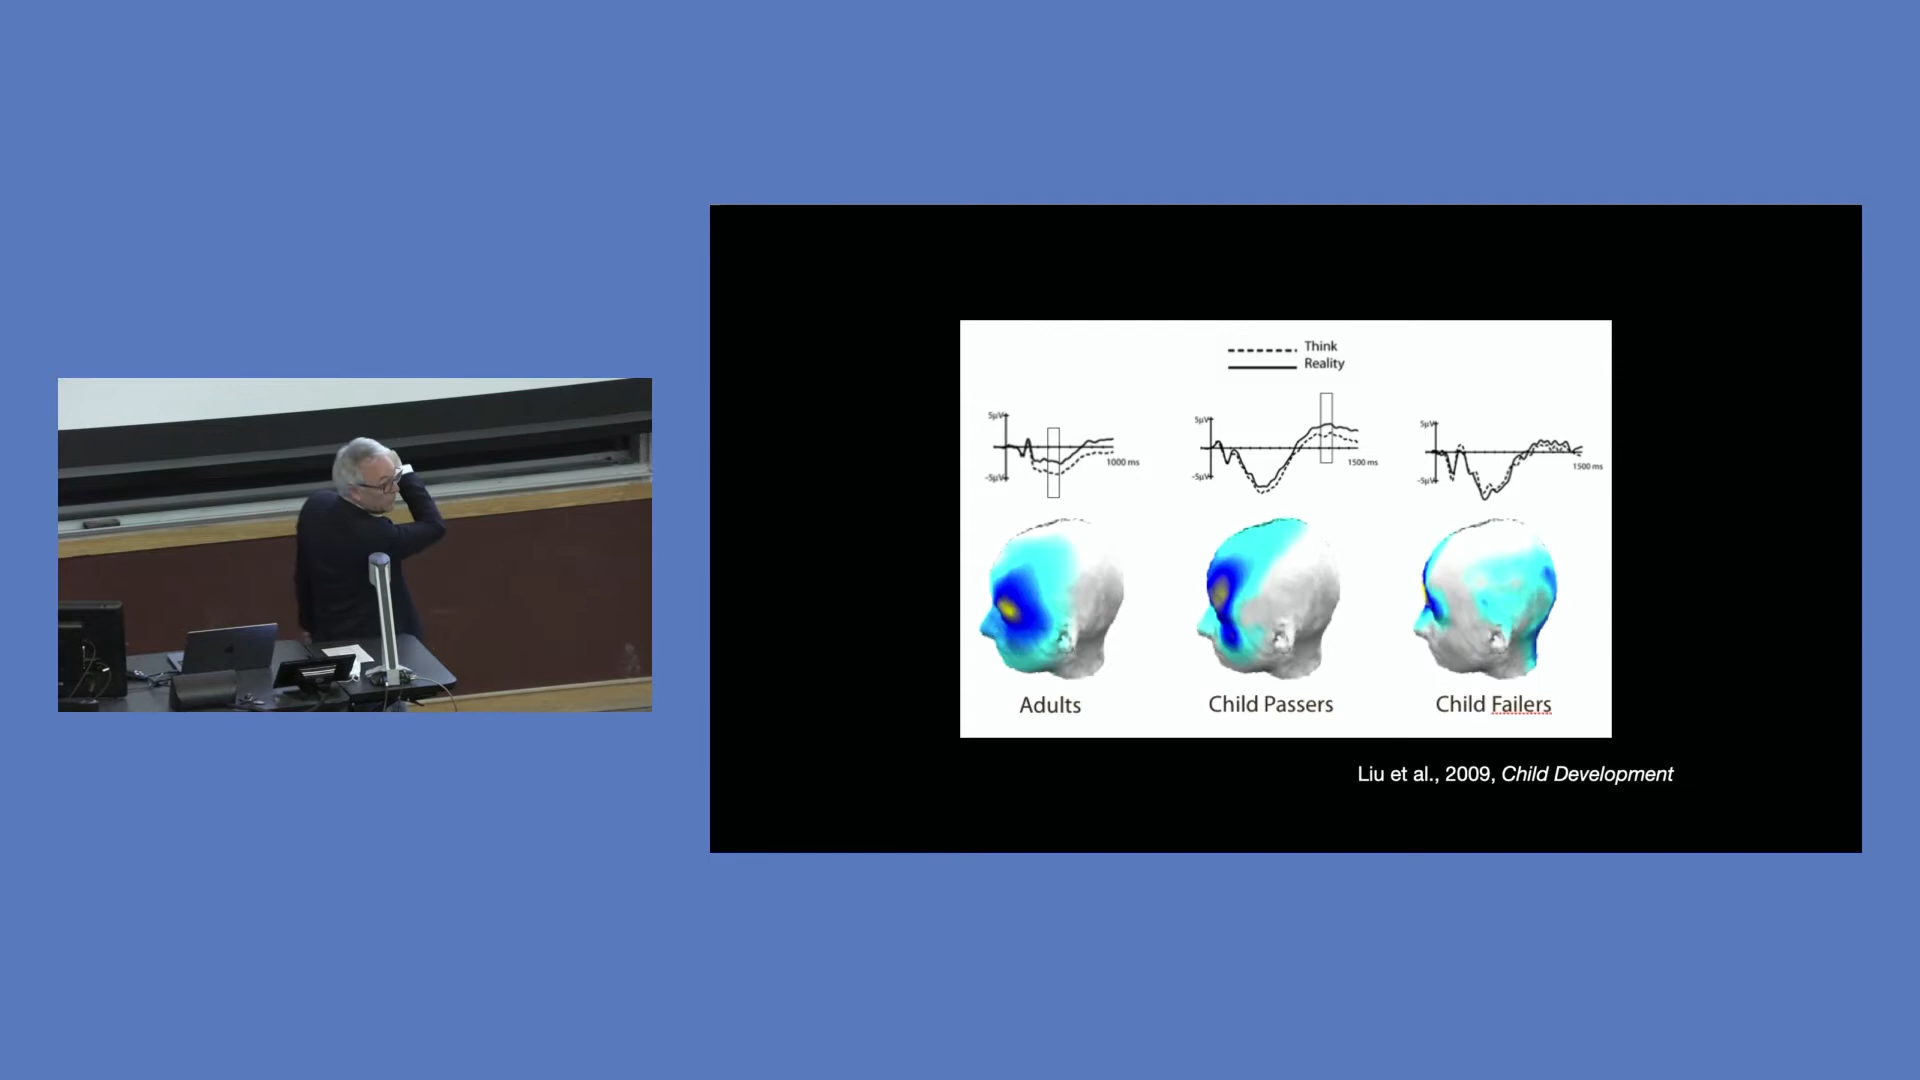 Think
Reality
5µV
-5µV
1000 ms
5µV
-5µV
1500 ms
5µV
-5µV
1500 ms
Adults
Child Passers
Child Failers
Liu et al., 2009, Child Development